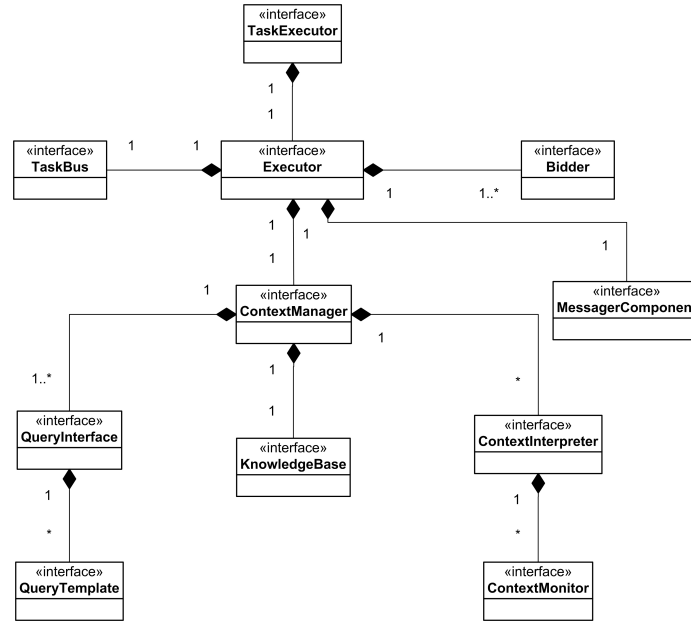 «interface»
TaskExecutor
1
1
«interface»
TaskBus
1
1
«interface»
Executor
1
1..*
«interface»
Bidder
1
1
1
1
«interface»
ContextManager
«interface»
MessagerComponen
1
1
1..*
1
1
*
«interface»
QueryInterface
«interface»
KnowledgeBase
«interface»
ContextInterpreter
1
*
1
*
«interface»
QueryTemplate
«interface»
ContextMonitor